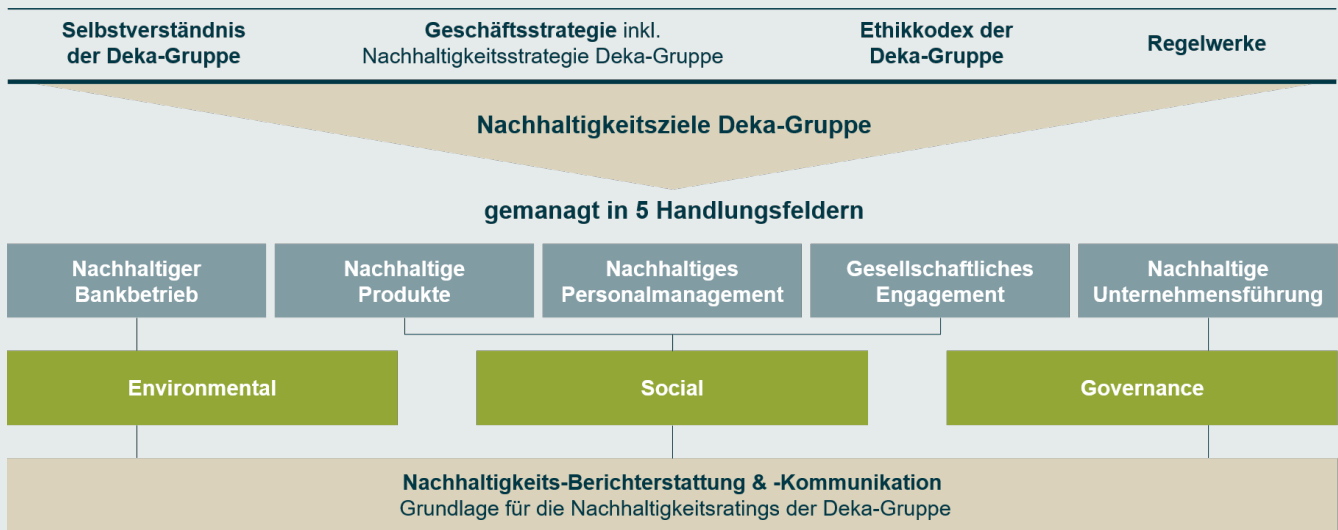 Selbstverständnis
der Deka-Gruppe
Geschäftsstrategie inkl.
Nachhaltigkeitsstrategie Deka-Gruppe
Ethikkodex der
Deka-Gruppe
Regelwerke
Nachhaltigkeitsziele Deka-Gruppe
gemanagt in 5 Handlungsfeldern
Nachhaltiger
Bankbetrieb
Nachhaltige
Produkte
Nachhaltiges
Personalmanagement
Gesellschaftliches
Engagement
Nachhaltige
Unternehmensführung
Environmental
Social
Governance
Nachhaltigkeits-Berichterstattung & -Kommunikation
Grundlage für die Nachhaltigkeitsratings der Deka-Gruppe